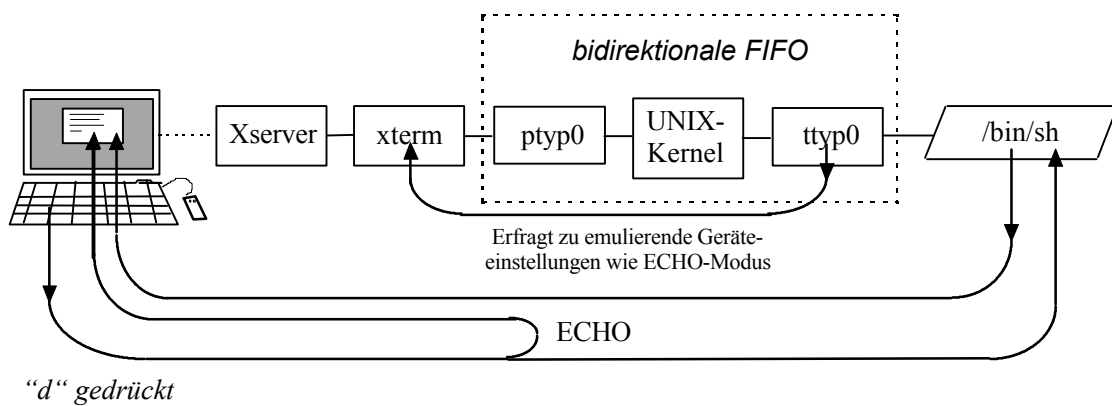 bidirektionale FIFO
Xserver
xterm
ptyp0
UNIX-
Kernel
ttyp0
/bin/sh
Erfragt zu emulierende Geräte-
einstellungen wie ECHO-Modus
ECHO
“d“ gedrückt